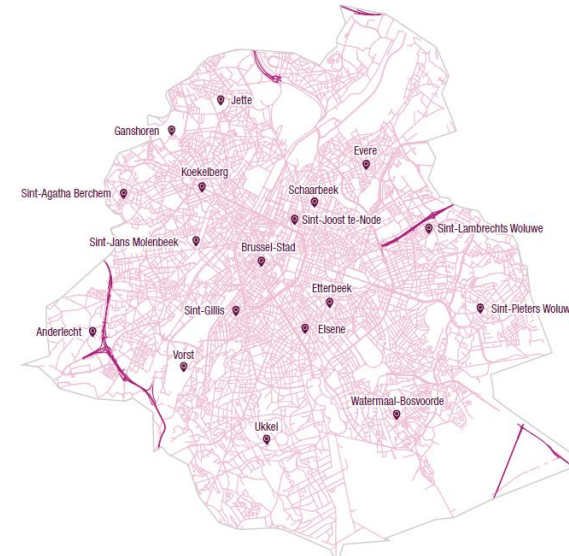 Jette
Ganshoren
Evere
Koekelberg
Sint-Agatha Berchem
Schaarbeek
Sint-Joost te-Node
Sint-Lambrechts Woluwe
Sint-Jans Molenbeek
Brussel-Stad
Etterbeek
Sint-Gillis
Sint-Pieters Woluw
Anderlecht
Elsene
Vorst
Watermaal-Bosvoorde
Ukkel